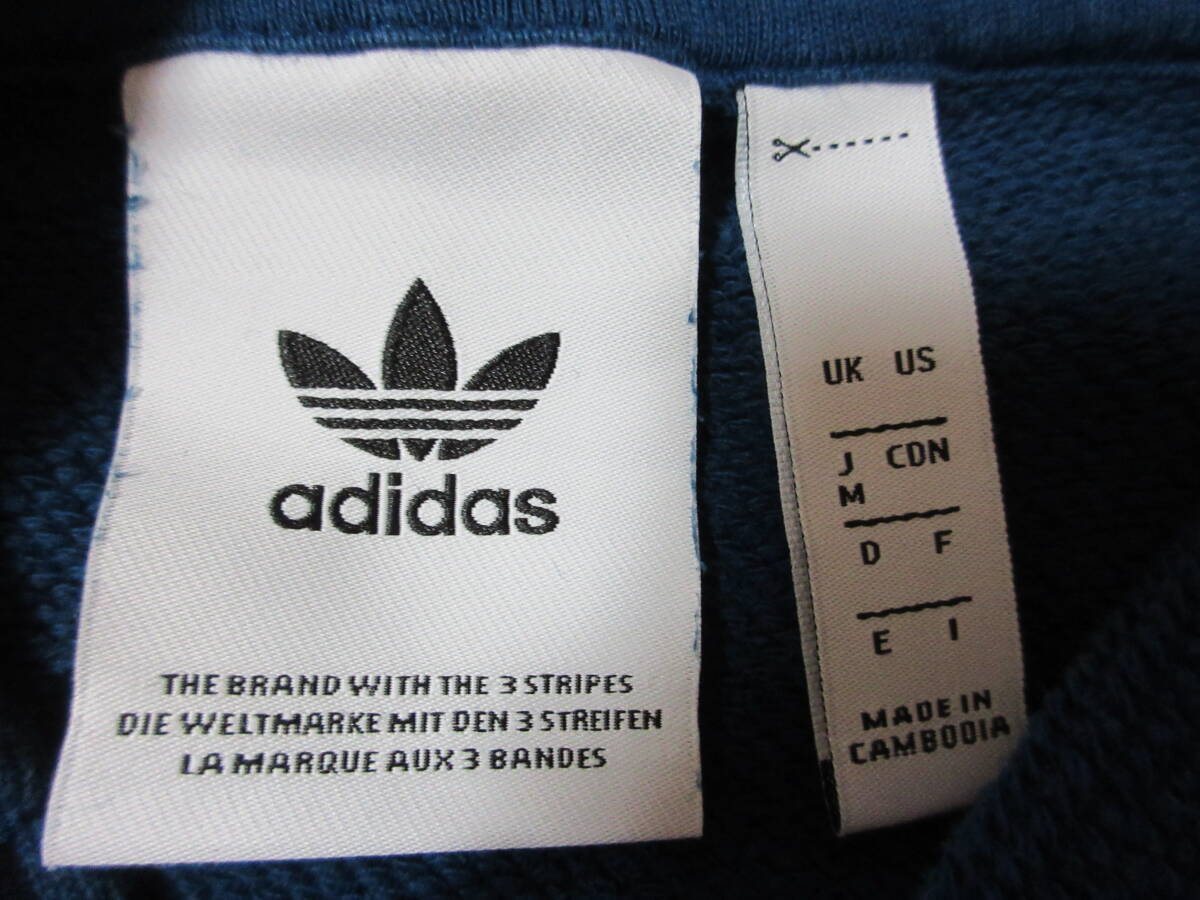 adidas
THE BRAND WITH THE 3 STRIPES
DIE WELTMARKE MIT DEN 3 STREIFEN
LA MARQUE AUX 3 BANDES
UK US
J CDN
M
D F
E I
MADE IN
CAMBODIA